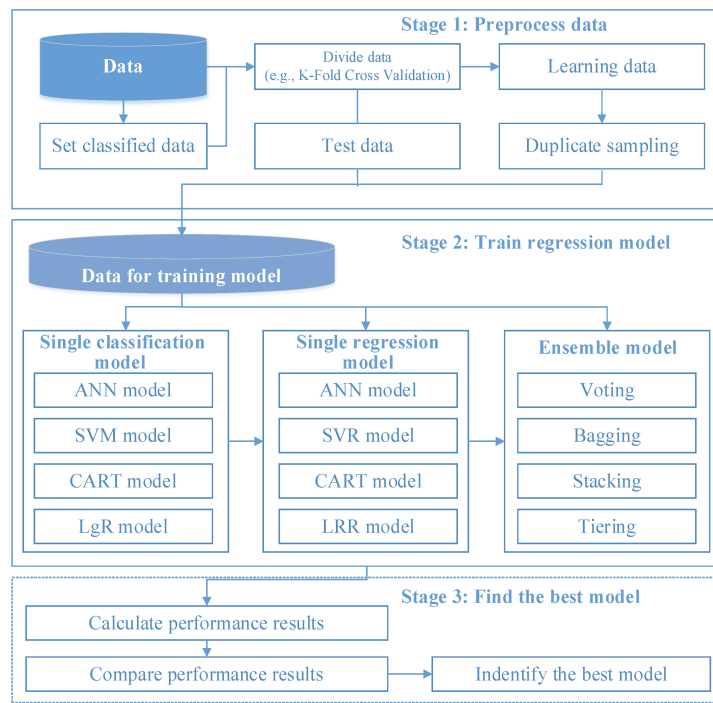 Stage 1: Preprocess data
Data
Divide data
(e.g., K-Fold Cross Validation)
Learning data
Set classified data
Test data
Duplicate sampling
Stage 2: Train regression model
Data for training model
Single classification
model
ANN model
SVM model
CART model
LgR model
Single regression
model
ANN model
SVR model
CART model
LRR model
Ensemble model
Voting
Bagging
Stacking
Tiering
Stage 3: Find the best model
Calculate performance results
Compare performance results
Indentify the best model